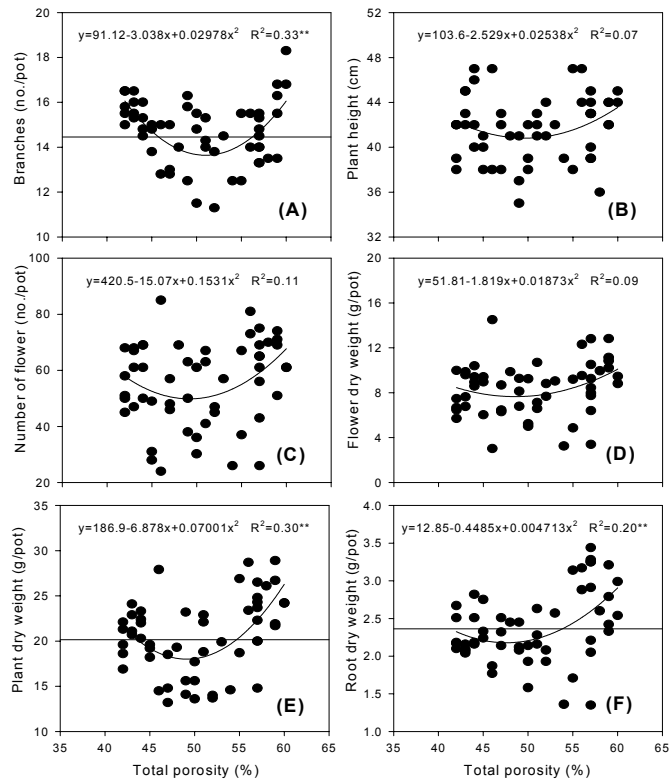 y=91.12-3.038x+0.02978x² R²=0.33**
Branches (no./pot)
20
18
16
14
12
10
(A)
y=103.6-2.529x+0.02538x² R²=0.07
Plant height (cm)
52
48
44
40
36
32
(B)
y=420.5-15.07x+0.1531x² R²=0.11
Number of flower (no./pot)
100
80
60
40
20
(C)
y=51.81-1.819x+0.01873x² R²=0.09
Flower dry weight (g/pot)
20
16
12
8
4
0
(D)
y=186.9-6.878x+0.07001x² R²=0.30**
Plant dry weight (g/pot)
35
30
25
20
15
10
(E)
35 40 45 50 55 60 65
Total porosity (%)
y=12.85-0.4485x+0.004713x² R²=0.20**
Root dry weight (g/pot)
4.0
3.5
3.0
2.5
2.0
1.5
1.0
(F)
35 40 45 50 55 60 65
Total porosity (%)